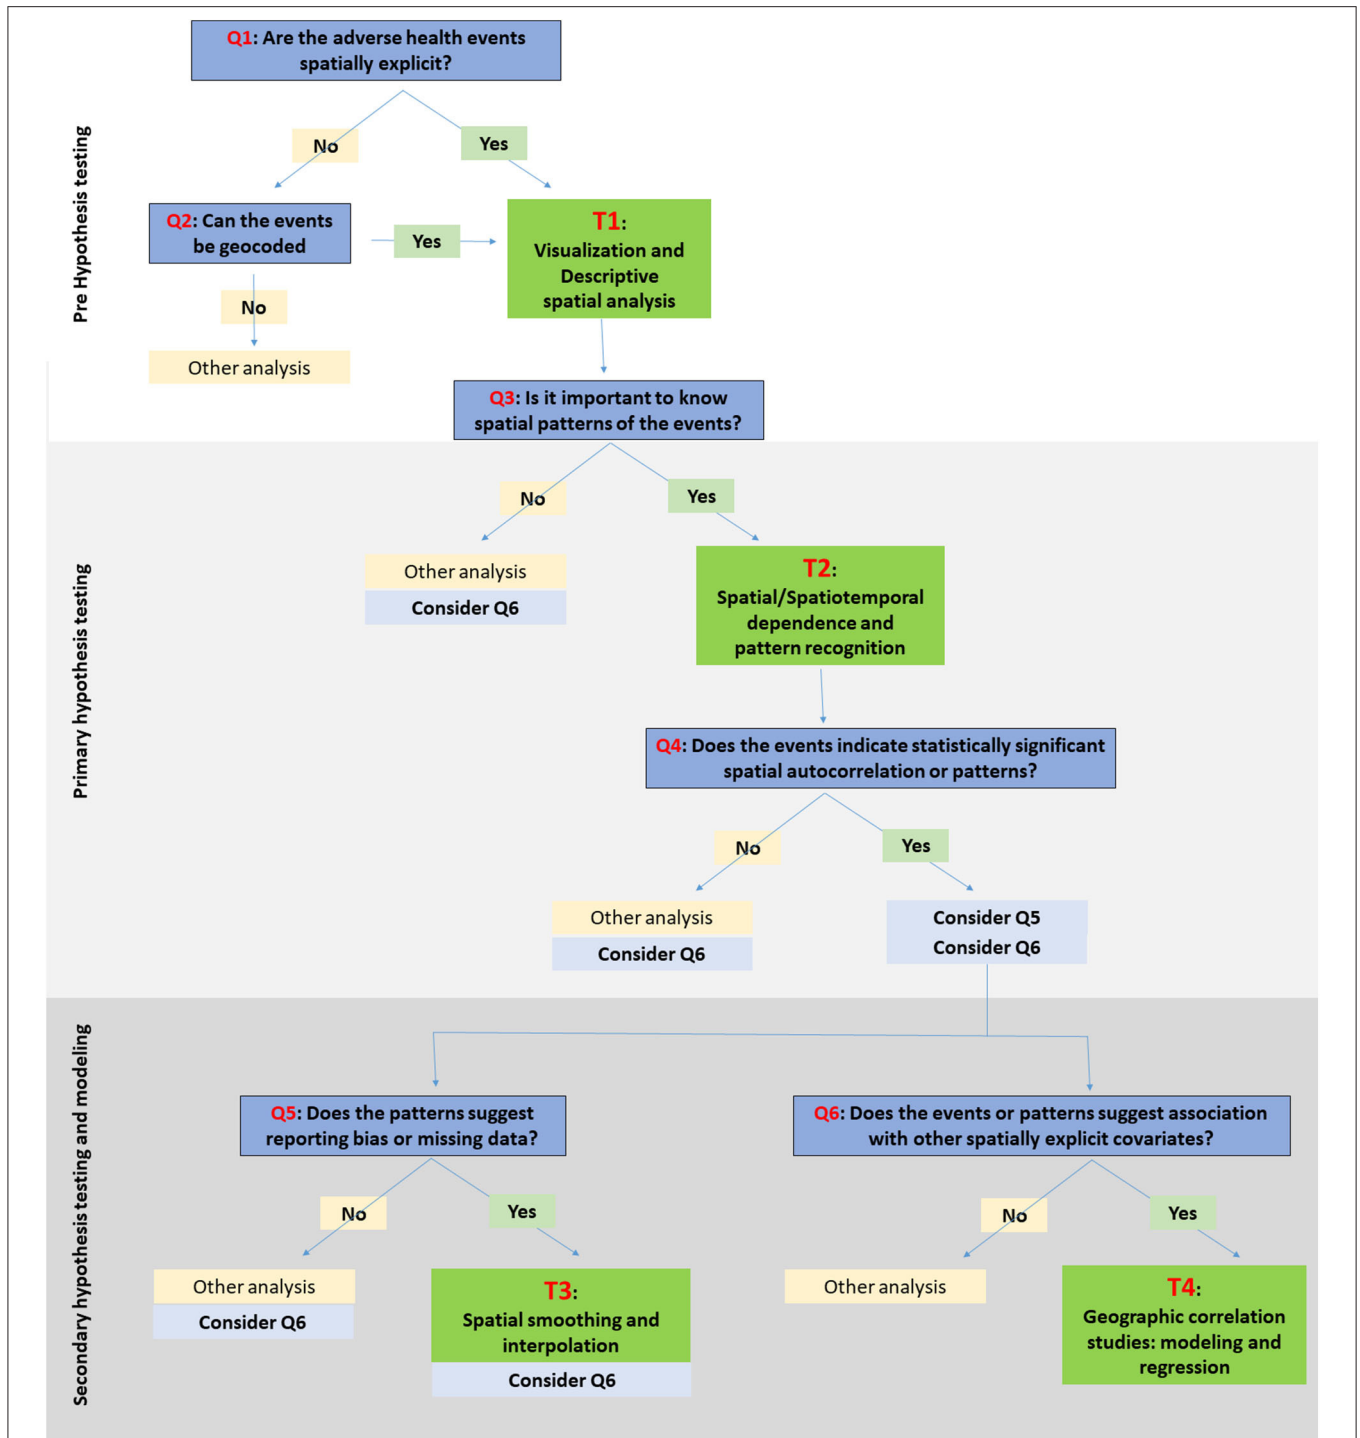 Pre Hypothesis testing
Q1: Are the adverse health events
spatially explicit?
No
Yes
Q2: Can the events
be geocoded
Yes
T1:
Visualization and
Descriptive
spatial analysis
No
Other analysis
Q3: Is it important to know
spatial patterns of the events?
Primary hypothesis testing
No
Yes
Other analysis
Consider Q6
T2:
Spatial/Spatiotemporal
dependence and
pattern recognition
Q4: Does the events indicate statistically significant
spatial autocorrelation or patterns?
No
Yes
Other analysis
Consider Q6
Consider Q5
Consider Q6
Secondary hypothesis testing and modeling
Q5: Does the patterns suggest
reporting bias or missing data?
No
Yes
Other analysis
Consider Q6
T3:
Spatial smoothing and
interpolation
Consider Q6
Q6: Does the events or patterns suggest association
with other spatially explicit covariates?
No
Yes
Other analysis
T4:
Geographic correlation
studies: modeling and
regression